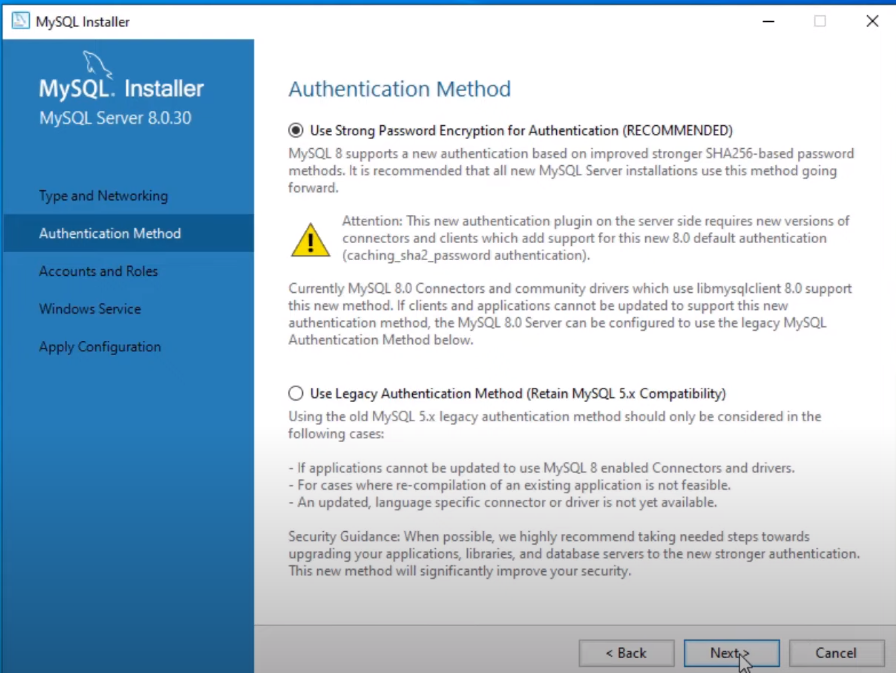 MySQL Installer
MySQL. Installer
MySQL Server 8.0.30
Type and Networking
Authentication Method
Accounts and Roles
Windows Service
Apply Configuration
Authentication Method
Use Strong Password Encryption for Authentication (RECOMMENDED)
MySQL 8 supports a new authentication based on improved stronger SHA256-based password
methods. It is recommended that all new MySQL Server installations use this method going
forward.
Attention: This new authentication plugin on the server side requires new versions of
connectors and clients which add support for this new 8.0 default authentication
(caching_sha2_password authentication).
Currently MySQL 8.0 Connectors and community drivers which use libmysqlclient 8.0 support
this new method. If clients and applications cannot be updated to support this new
authentication method, the MySQL 8.0 Server can be configured to use the legacy MySQL
Authentication Method below.
Use Legacy Authentication Method (Retain MySQL 5.x Compatibility)
Using the old MySQL 5.x legacy authentication method should only be considered in the
following cases:
- If applications cannot be updated to use MySQL 8 enabled Connectors and drivers.
- For cases where re-compilation of an existing application is not feasible.
- An updated, language specific connector or driver is not yet available.
Security Guidance: When possible, we highly recommend taking needed steps towards
upgrading your applications, libraries, and database servers to the new stronger authentication.
This new method will significantly improve your security.
< Back
Next >
Cancel